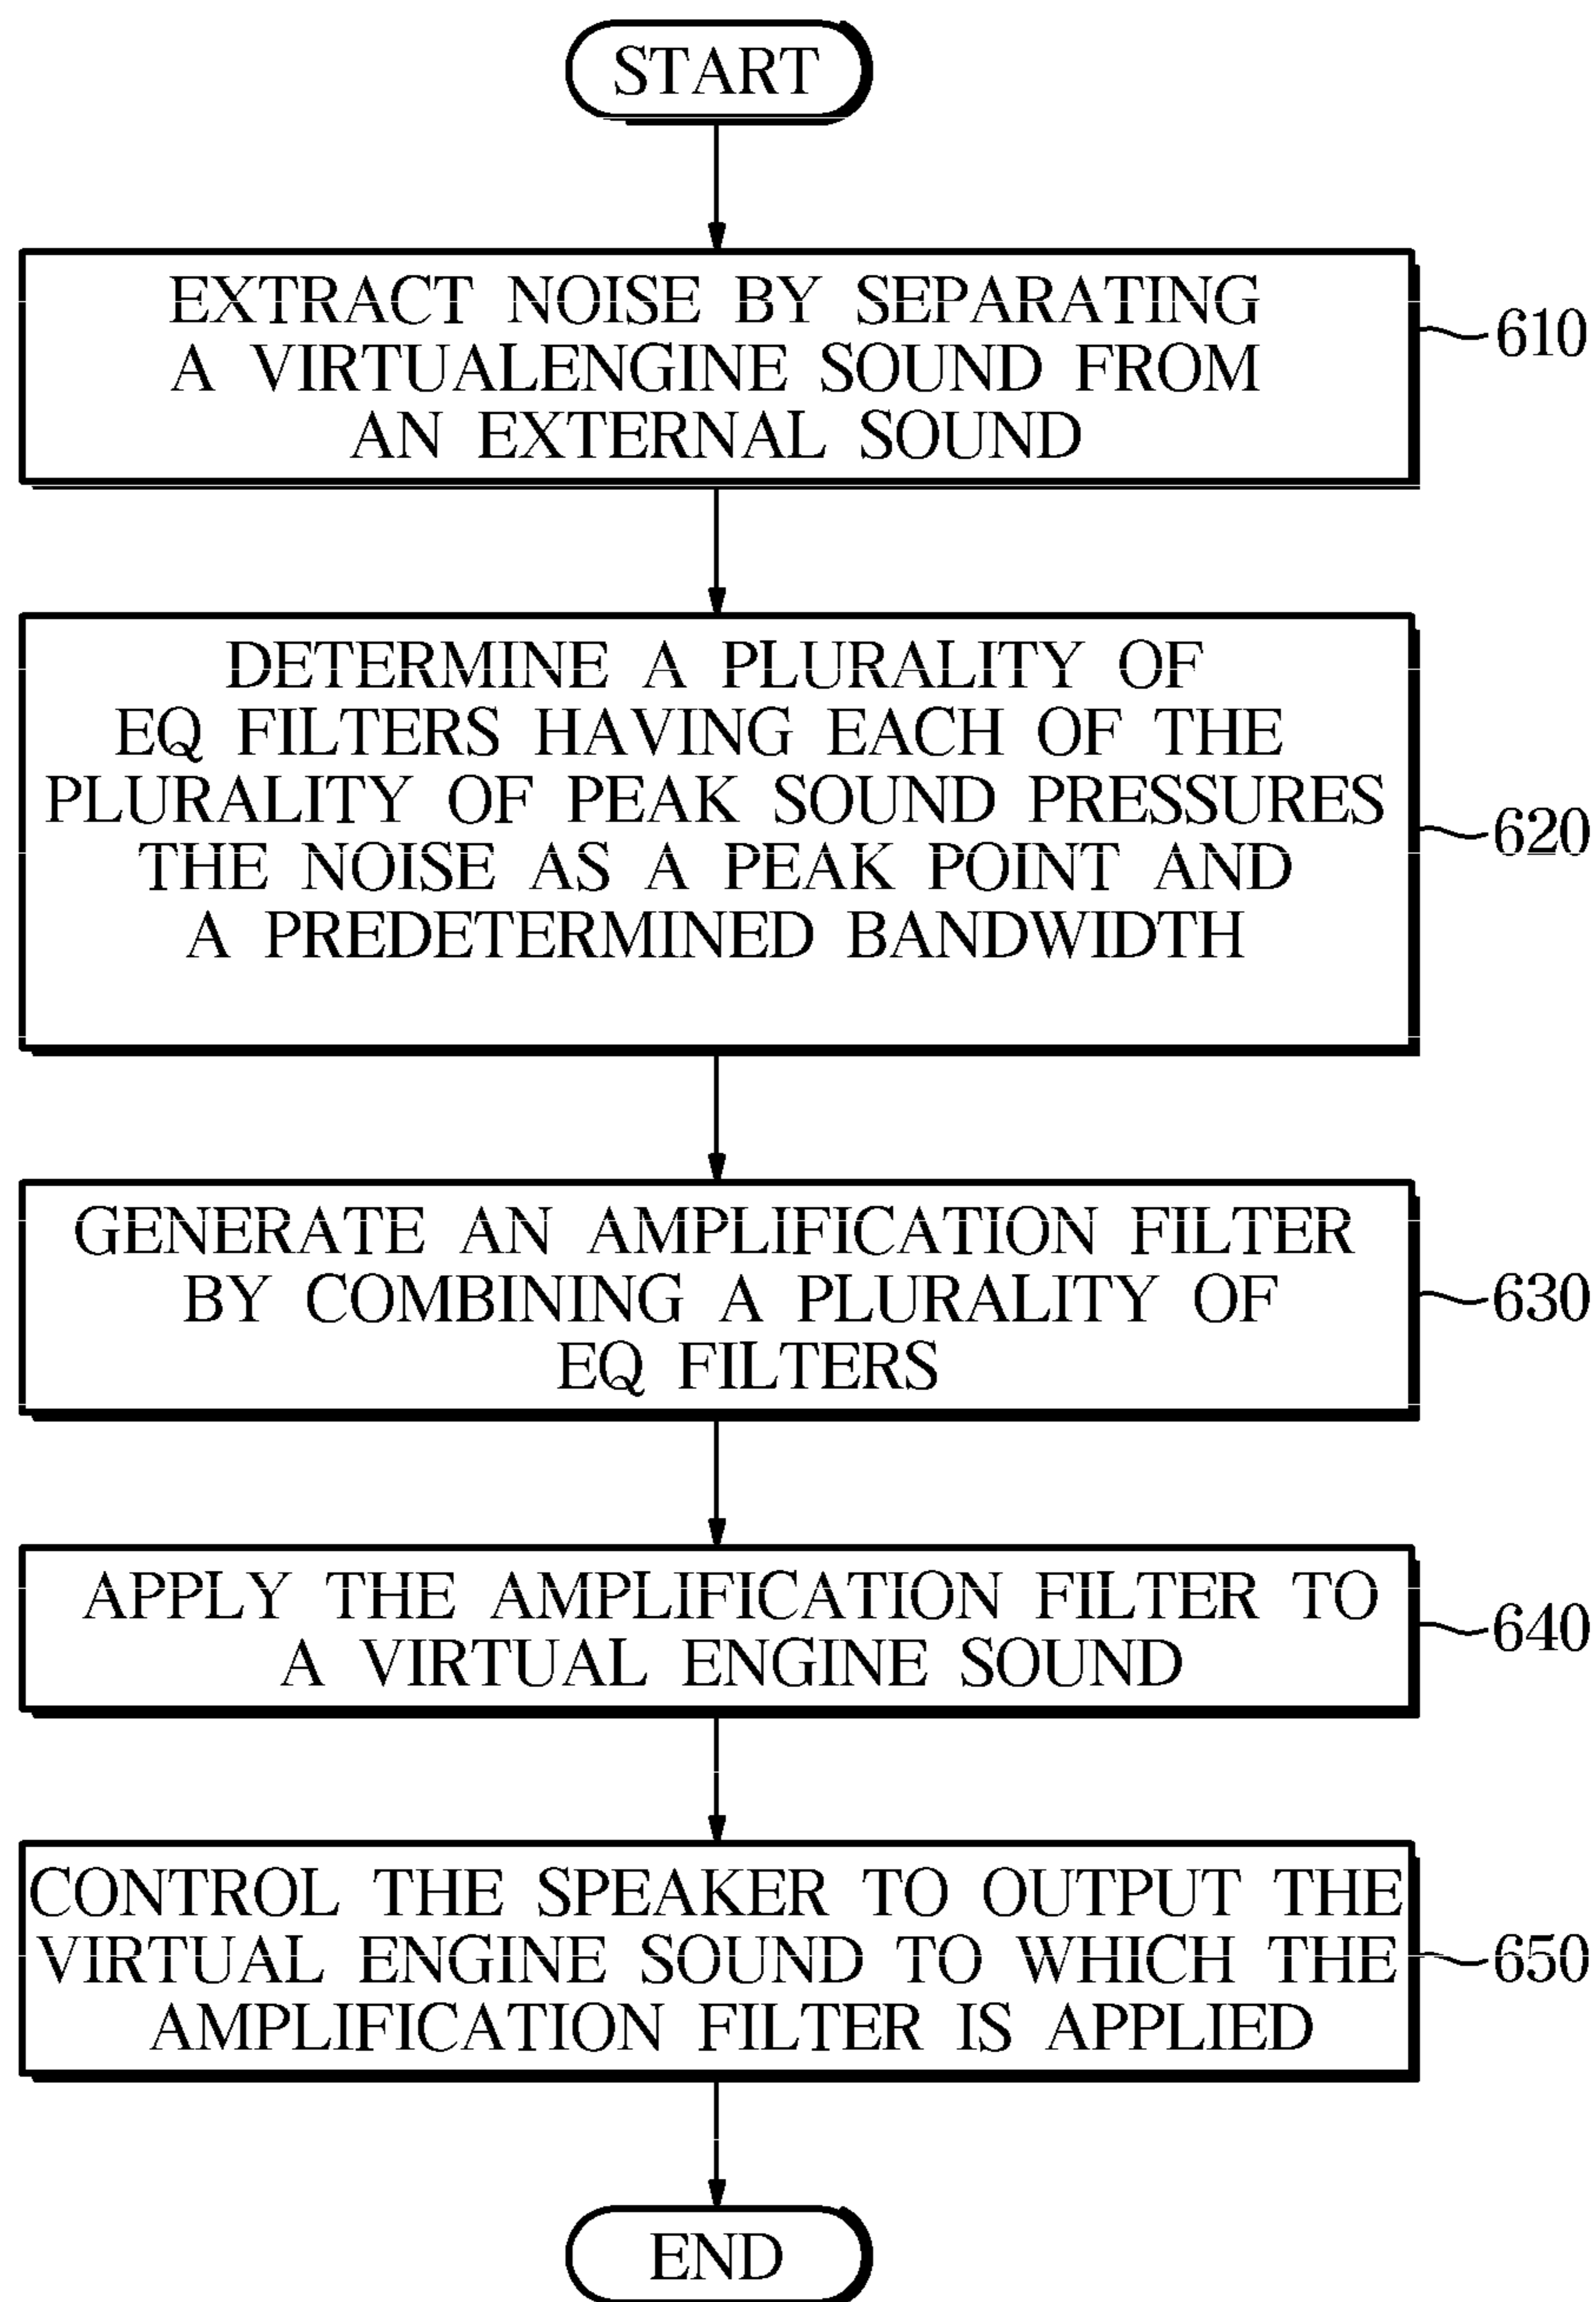 START
EXTRACT NOISE BY SEPARATING
A VIRTUALENGINE SOUND FROM
AN EXTERNAL SOUND
610
DETERMINE A PLURALITY OF
EQ FILTERS HAVING EACH OF THE
PLURALITY OF PEAK SOUND PRESSURES
THE NOISE AS A PEAK POINT AND
A PREDETERMINED BANDWIDTH
620
GENERATE AN AMPLIFICATION FILTER
BY COMBINING A PLURALITY OF
EQ FILTERS
630
APPLY THE AMPLIFICATION FILTER TO
A VIRTUAL ENGINE SOUND
640
CONTROL THE SPEAKER TO OUTPUT THE
VIRTUAL ENGINE SOUND TO WHICH THE
AMPLIFICATION FILTER IS APPLIED
650
END